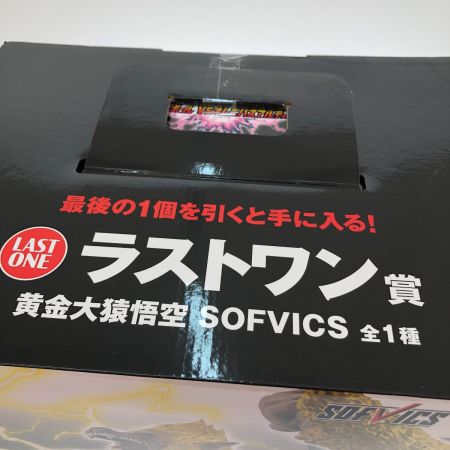 最後の1個を引くと手に入る!
LAST
ONE
ラストワン賞
黄金大猿悟空 SOFVICS 全1種
SOFVICS